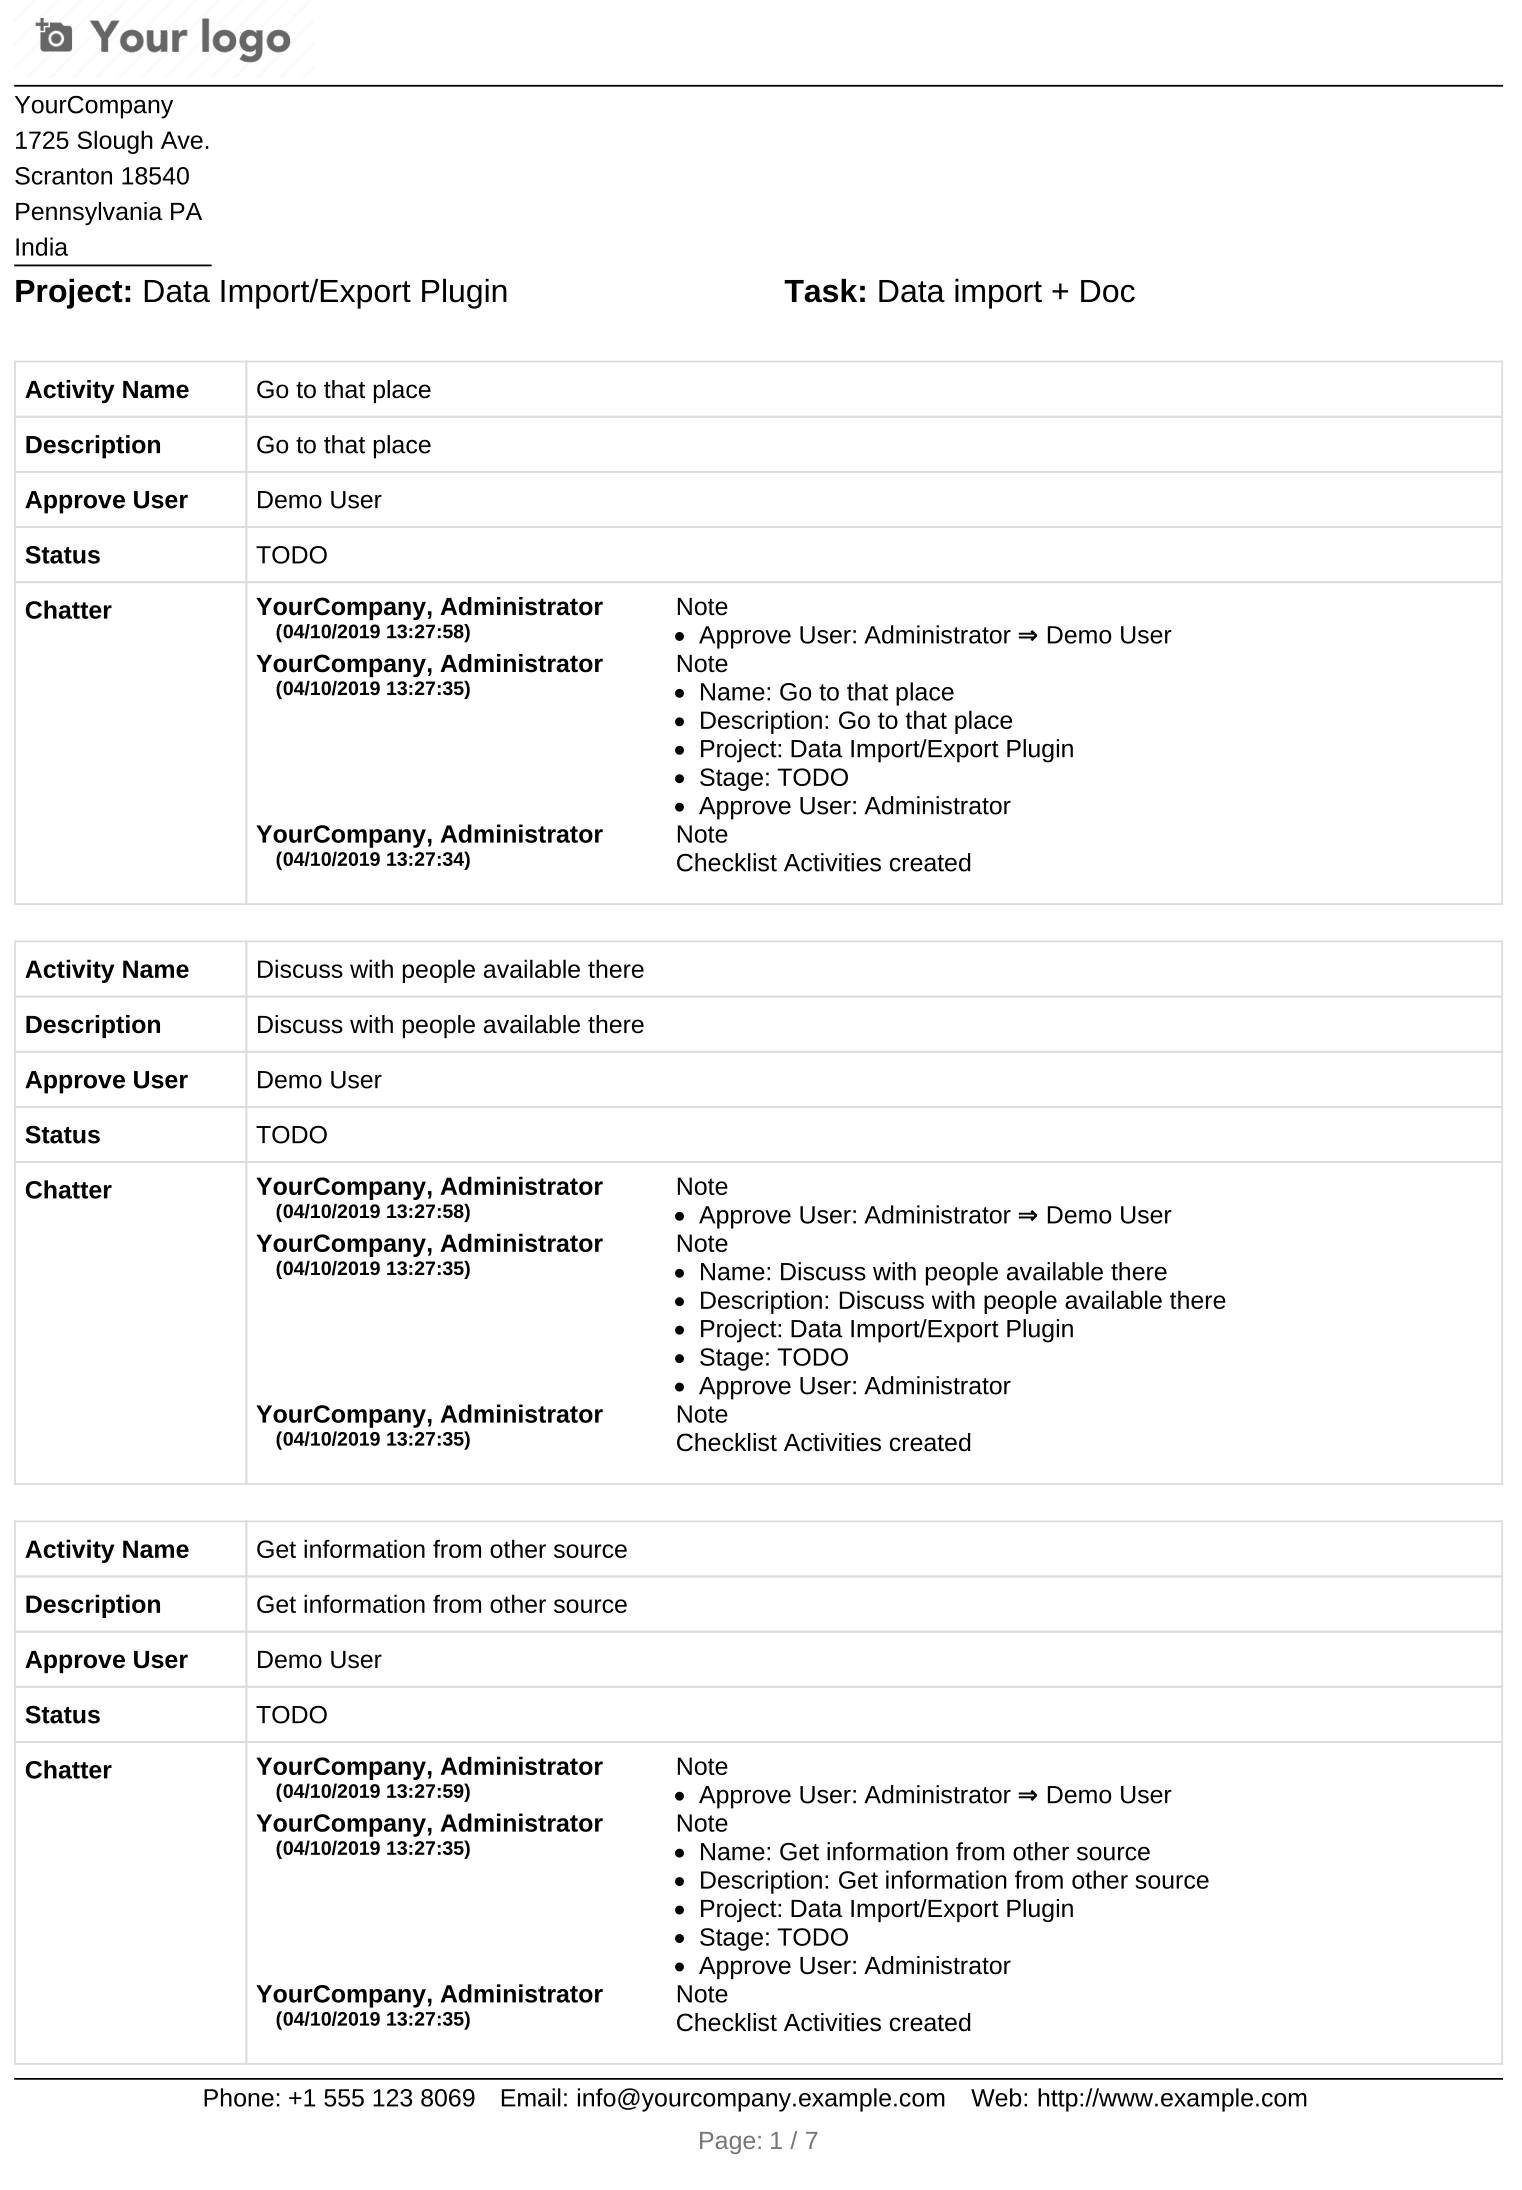 Your logo
YourCompany
1725 Slough Ave.
Scranton 18540
Pennsylvania PA
India
Project: Data Import/Export Plugin Task: Data import + Doc
Activity Name Go to that place
Description Go to that place
Approve User Demo User
Status TODO
Chatter YourCompany, Administrator Note
(04/10/2019 13:27:58) • Approve User: Administrator ⇒ Demo User
YourCompany, Administrator Note
(04/10/2019 13:27:35) • Name: Go to that place
• Description: Go to that place
• Project: Data Import/Export Plugin
• Stage: TODO
• Approve User: Administrator
YourCompany, Administrator Note
(04/10/2019 13:27:34) Checklist Activities created
Activity Name Discuss with people available there
Description Discuss with people available there
Approve User Demo User
Status TODO
Chatter YourCompany, Administrator Note
(04/10/2019 13:27:58) • Approve User: Administrator ⇒ Demo User
YourCompany, Administrator Note
(04/10/2019 13:27:35) • Name: Discuss with people available there
• Description: Discuss with people available there
• Project: Data Import/Export Plugin
• Stage: TODO
• Approve User: Administrator
YourCompany, Administrator Note
(04/10/2019 13:27:35) Checklist Activities created
Activity Name Get information from other source
Description Get information from other source
Approve User Demo User
Status TODO
Chatter YourCompany, Administrator Note
(04/10/2019 13:27:59) • Approve User: Administrator ⇒ Demo User
YourCompany, Administrator Note
(04/10/2019 13:27:35) • Name: Get information from other source
• Description: Get information from other source
• Project: Data Import/Export Plugin
• Stage: TODO
• Approve User: Administrator
YourCompany, Administrator Note
(04/10/2019 13:27:35) Checklist Activities created
Phone: +1 555 123 8069 Email: info@yourcompany.example.com Web: http://www.example.com
Page: 1 / 7